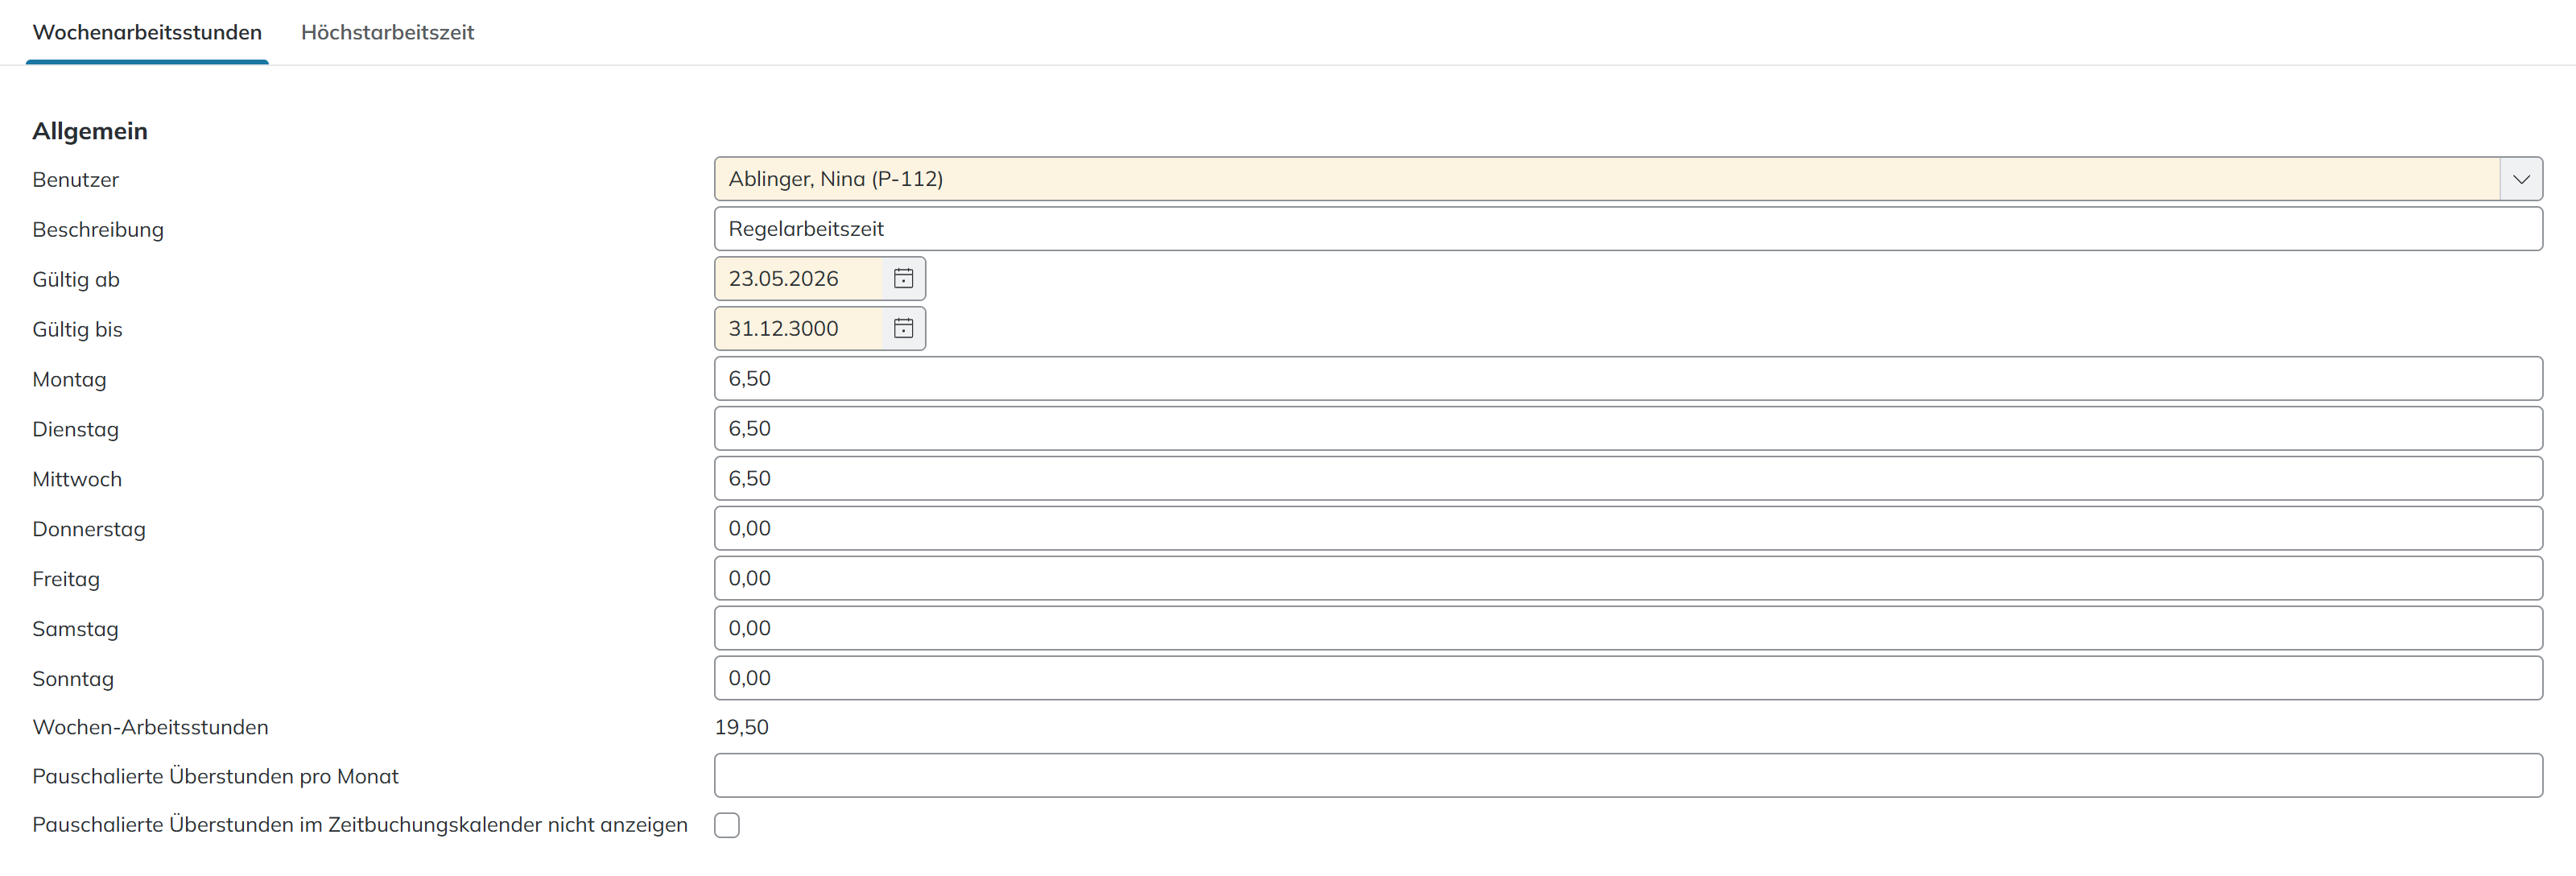 Wochenarbeitsstunden Höchstarbeitszeit
Allgemein
Benutzer Ablinger, Nina (P-112)
Beschreibung Regelarbeitszeit
Gültig ab 23.05.2026
Gültig bis 31.12.3000
Montag 6,50
Dienstag 6,50
Mittwoch 6,50
Donnerstag 0,00
Freitag 0,00
Samstag 0,00
Sonntag 0,00
Wochen-Arbeitsstunden 19,50
Pauschalierte Überstunden pro Monat
Pauschalierte Überstunden im Zeitbuchungskalender nicht anzeigen